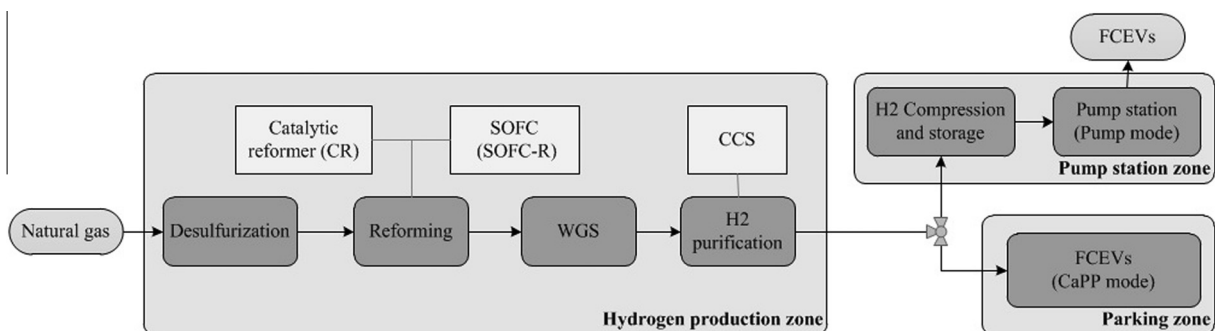 FCEVs
Catalytic
reformer (CR)
SOFC
(SOFC-R)
CCS
H2 Compression
and storage
Pump station
(Pump mode)
Pump station zone
Natural gas
Desulfurization
Reforming
WGS
H2
purification
FCEVs
(CaPP mode)
Hydrogen production zone
Parking zone